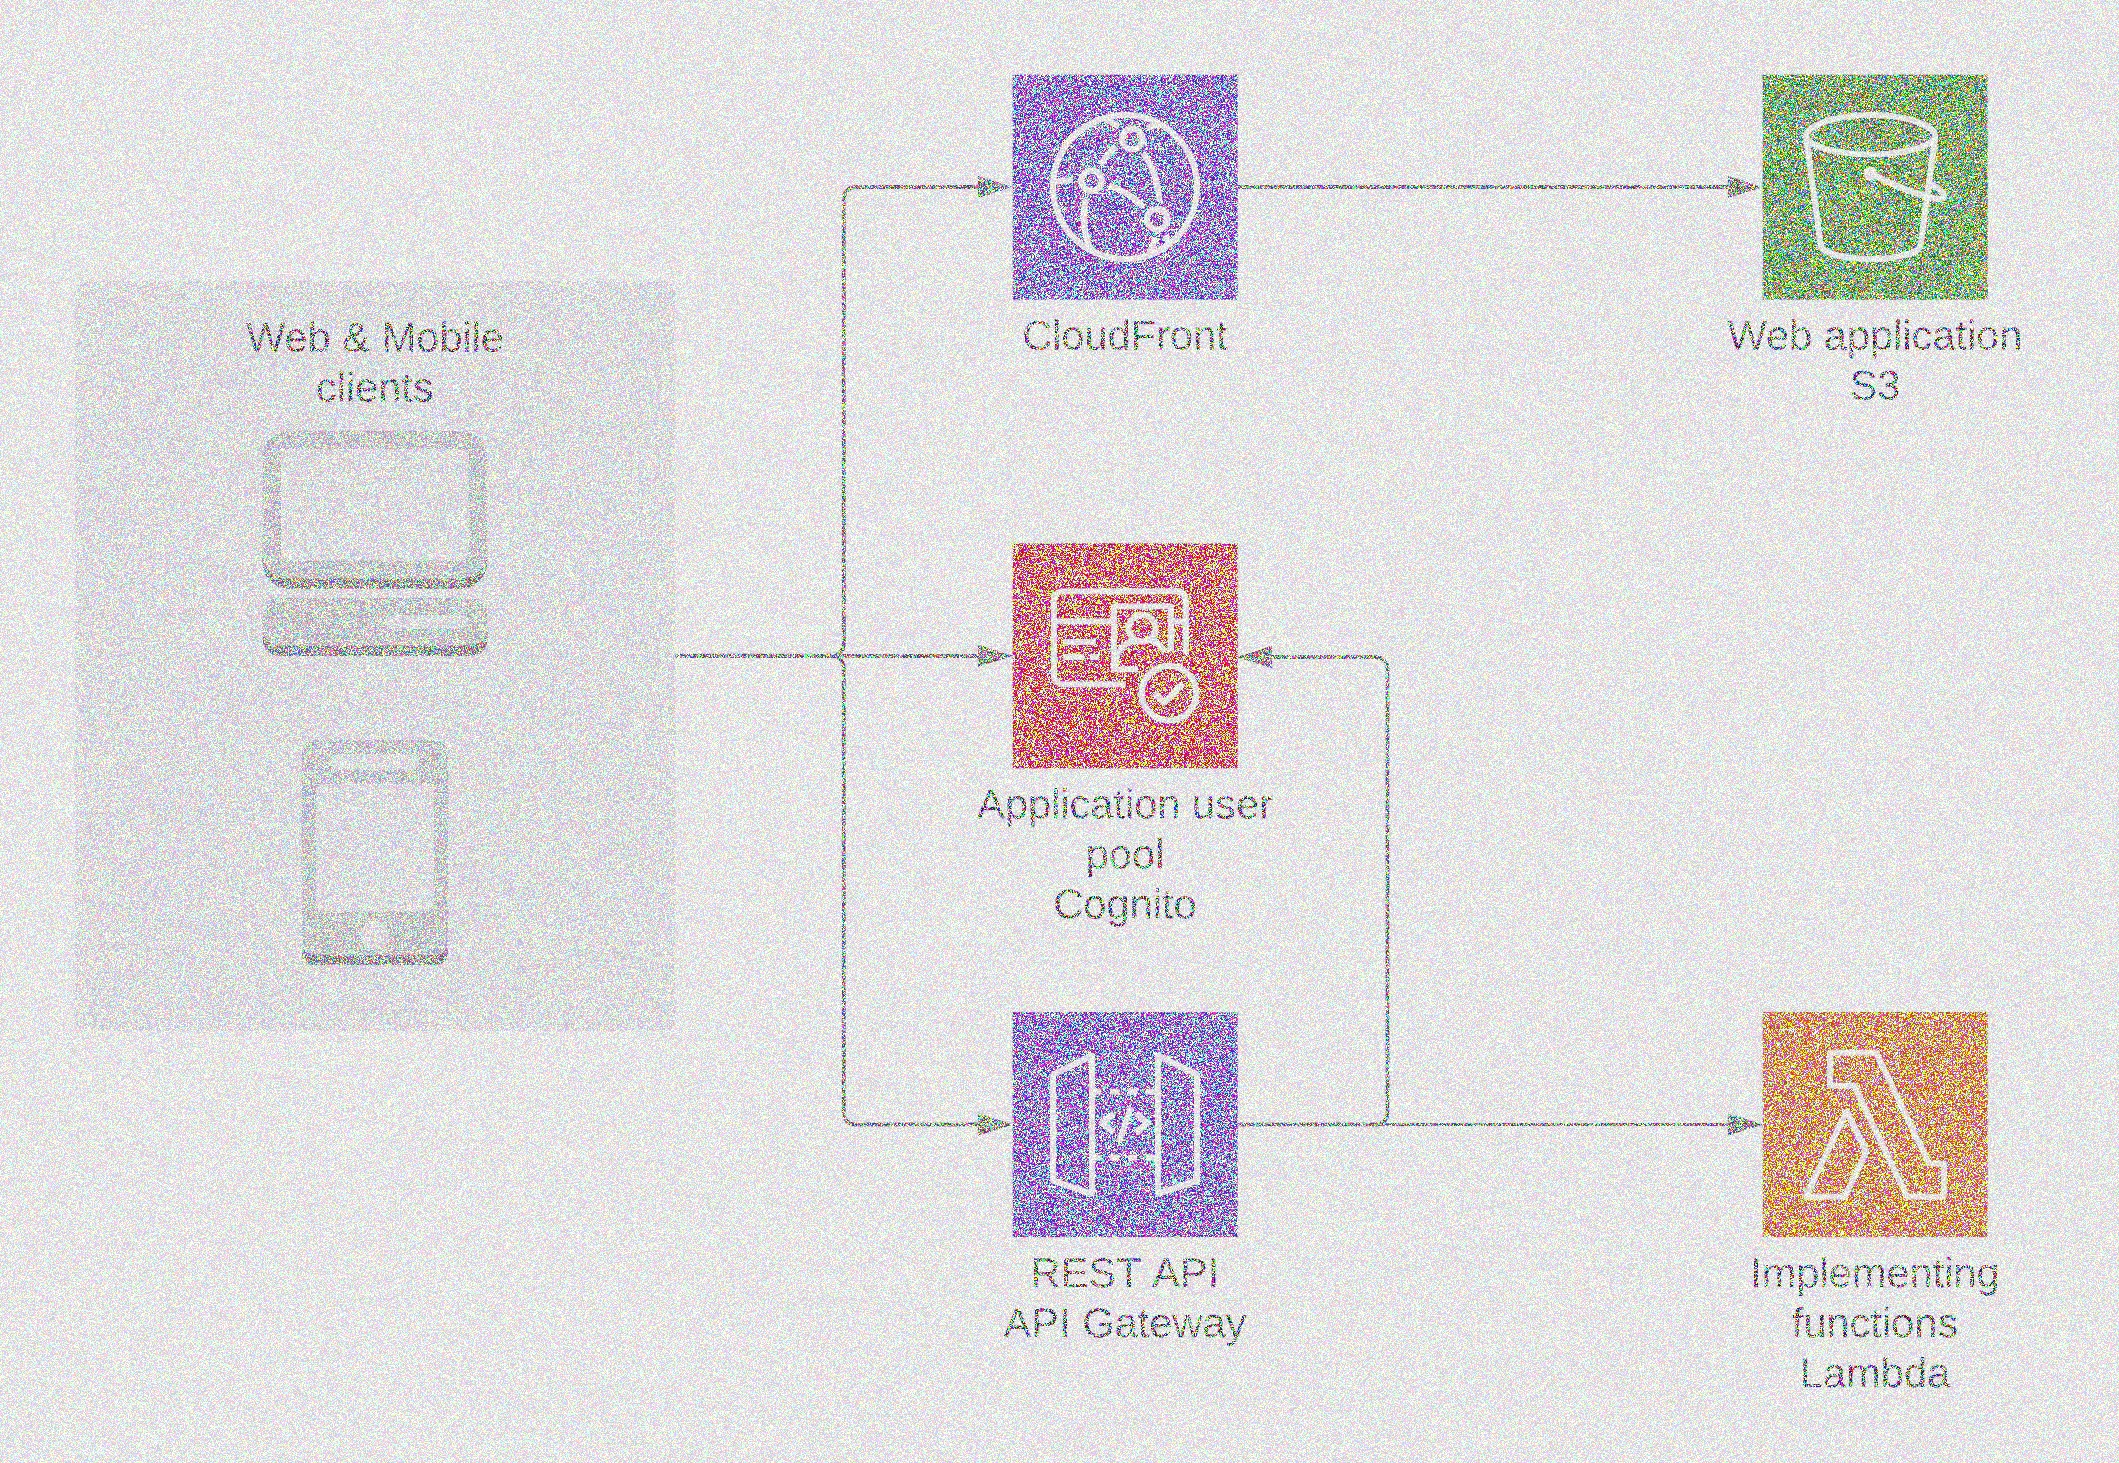 Web & Mobile
clients
CloudFront
Web application
S3
Application user
pool
Cognito
</>
REST API
API Gateway
Implementing
functions
Lambda